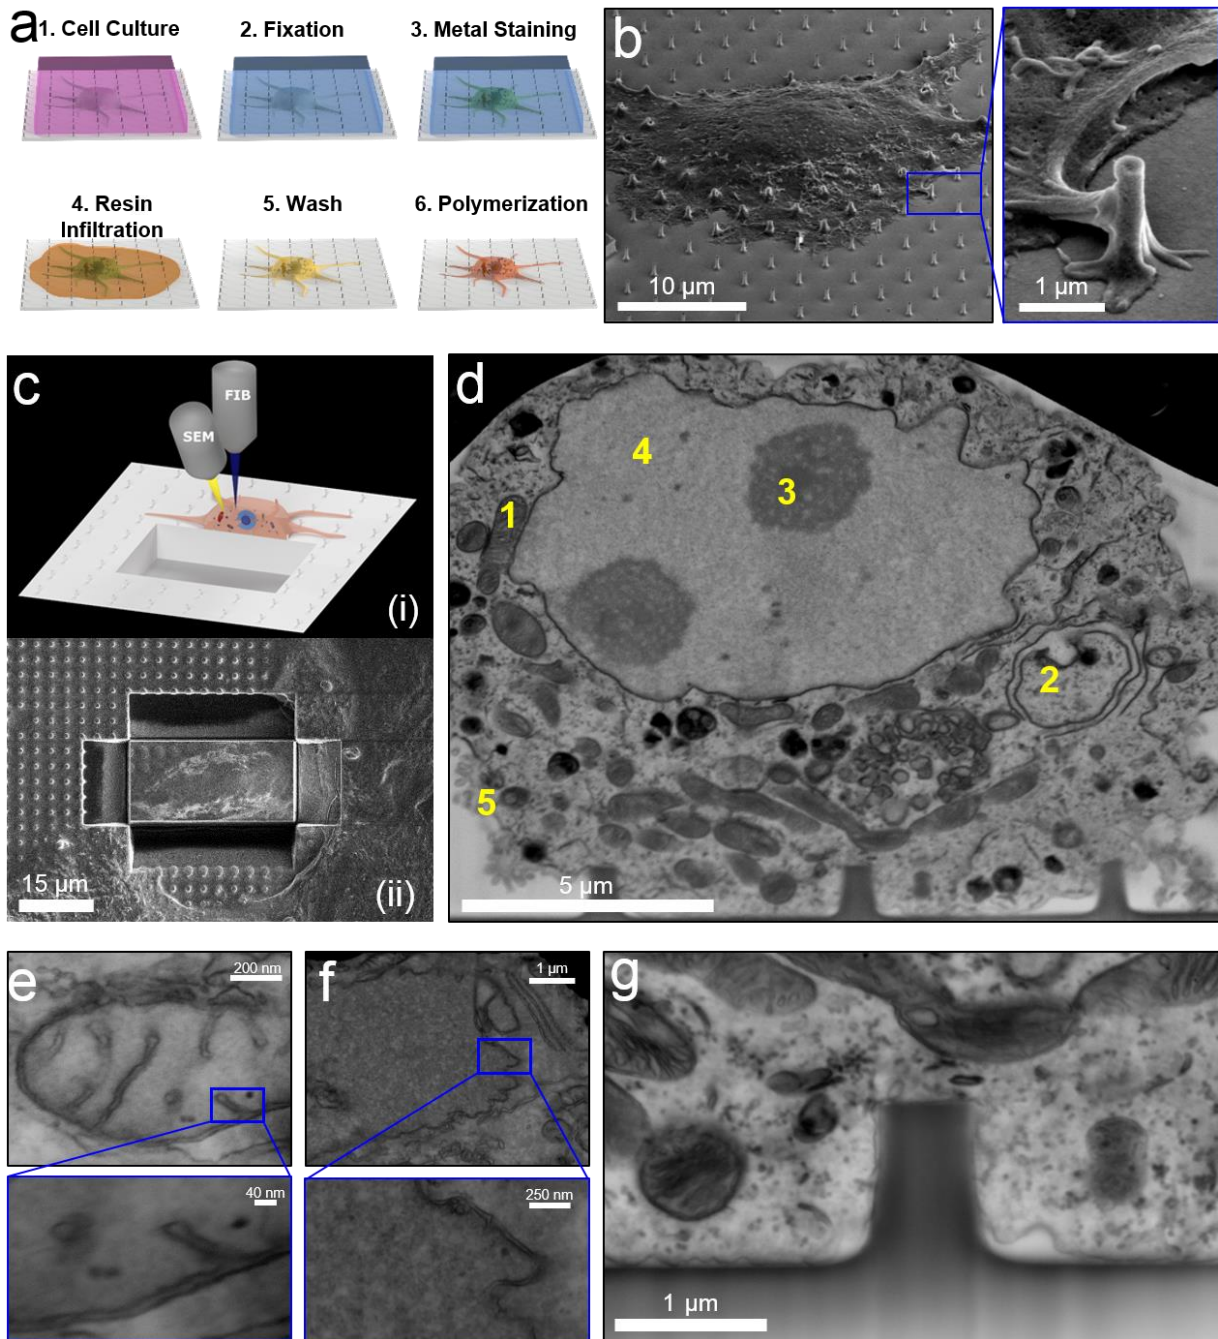 a
1. Cell Culture
2. Fixation
3. Metal Staining
4. Resin
Infiltration
5. Wash
6. Polymerization
b
10 µm
1 µm
c
FIB
SEM
(i)
15 µm
(ii)
d
4
3
1
2
5
5 µm
e
200 nm
40 nm
f
1 µm
250 nm
g
1 µm